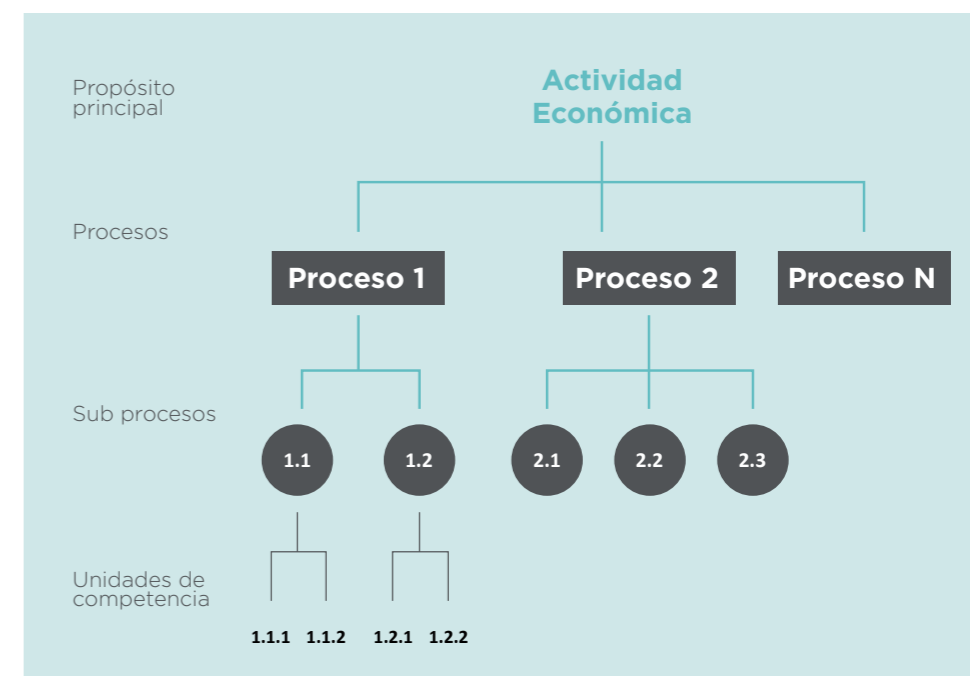 Propósito
principal
Actividad
Económica
Procesos
Proceso 1
Proceso 2
Proceso N
Sub procesos
1.1
1.2
2.1
2.2
2.3
Unidades de
competencia
1.1.1 1.1.2 1.2.1 1.2.2